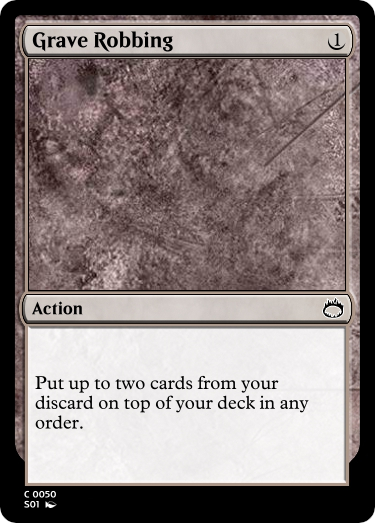 Grave Robbing 1
Action
Put up to two cards from your
discard on top of your deck in any
order.
C 0050
S01